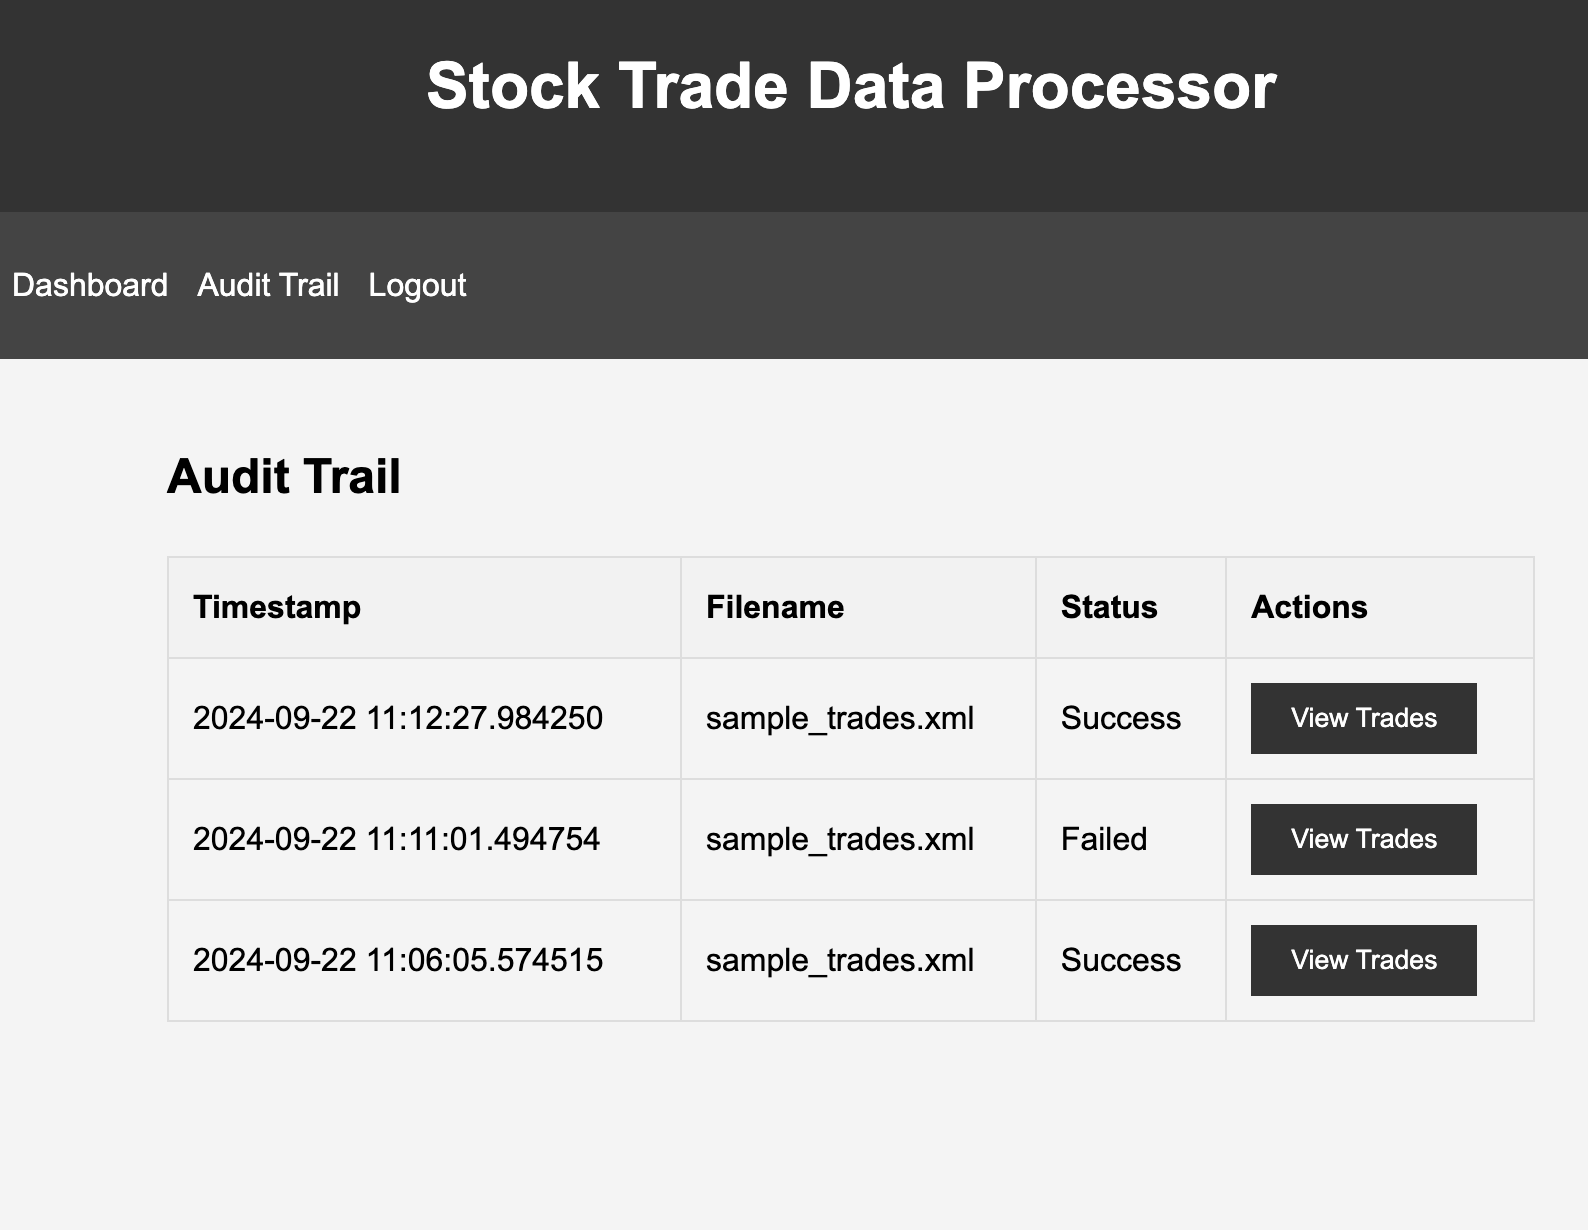 Stock Trade Data Processor
Dashboard Audit Trail Logout
Audit Trail
Timestamp Filename Status Actions
2024-09-22 11:12:27.984250 sample_trades.xml Success View Trades
2024-09-22 11:11:01.494754 sample_trades.xml Failed View Trades
2024-09-22 11:06:05.574515 sample_trades.xml Success View Trades